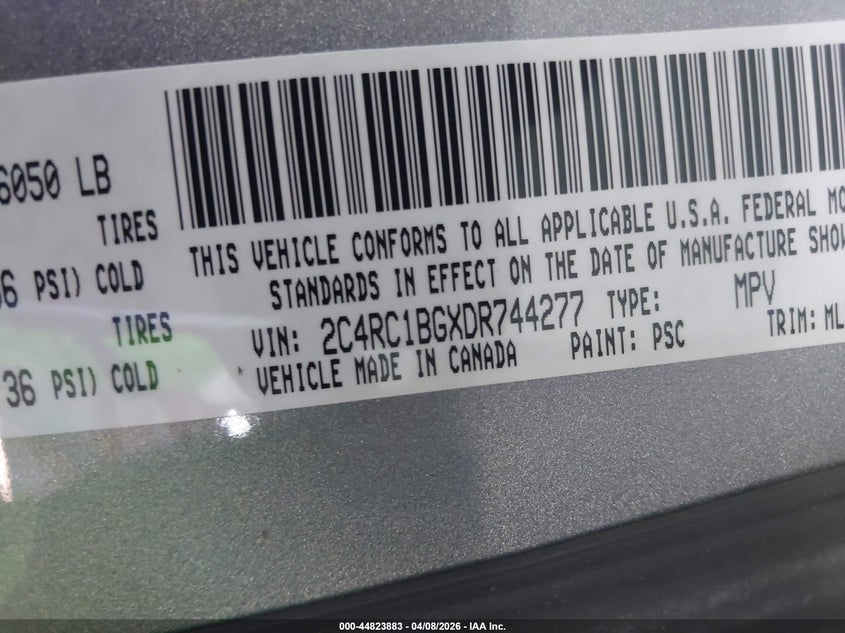 6050 LB
TIRES
36 PSI) COLD
TIRES
36 PSI) COLD
THIS VEHICLE CONFORMS TO ALL APPLICABLE U.S.A. FEDERAL MO
STANDARDS IN EFFECT ON THE DATE OF MANUFACTURE SHOW
VIN: 2C4RC1BGXDR744277 TYPE: MPV
* VEHICLE MADE IN CANADA PAINT: PSC TRIM: ML
000-44823883 - 04/08/2026 - IAA Inc.